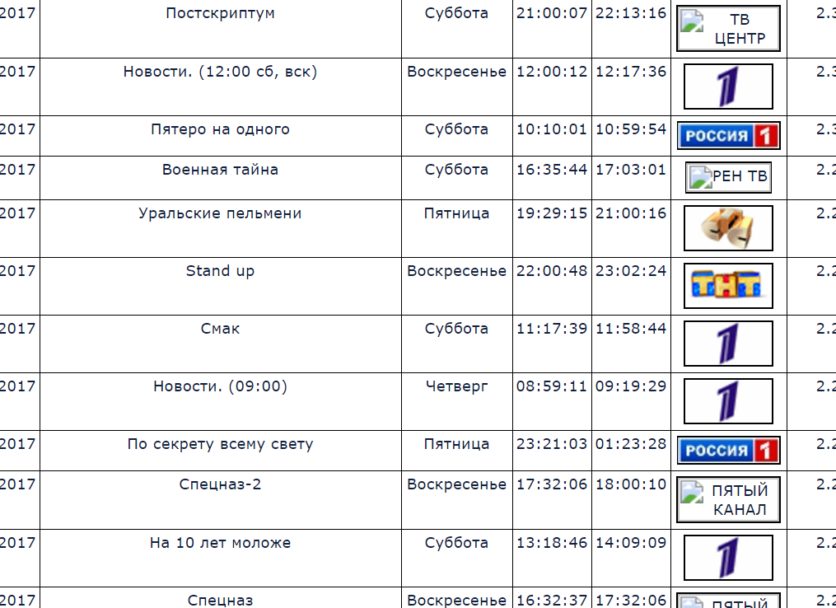 2017 Постскриптум Суббота 21:00:07 22:13:16 ТВ ЦЕНТР 2.3
2017 Новости. (12:00 сб, вск) Воскресенье 12:00:12 12:17:36 1 2.3
2017 Пятеро на одного Суббота 10:10:01 10:59:54 РОССИЯ 1 2.3
2017 Военная тайна Суббота 16:35:44 17:03:01 РЕН ТВ 2.2
2017 Уральские пельмени Пятница 19:29:15 21:00:16 2.2
2017 Stand up Воскресенье 22:00:48 23:02:24 ТНТ 2.2
2017 Смак Суббота 11:17:39 11:58:44 1 2.2
2017 Новости. (09:00) Четверг 08:59:11 09:19:29 1 2.2
2017 По секрету всему свету Пятница 23:21:03 01:23:28 РОССИЯ 1 2.2
2017 Спецназ-2 Воскресенье 17:32:06 18:00:10 ПЯТЫЙ КАНАЛ 2.2
2017 На 10 лет моложе Суббота 13:18:46 14:09:09 1 2.2
2017 Спецназ Воскресенье 16:32:37 17:32:06 ПЯТЫЙ 2.2